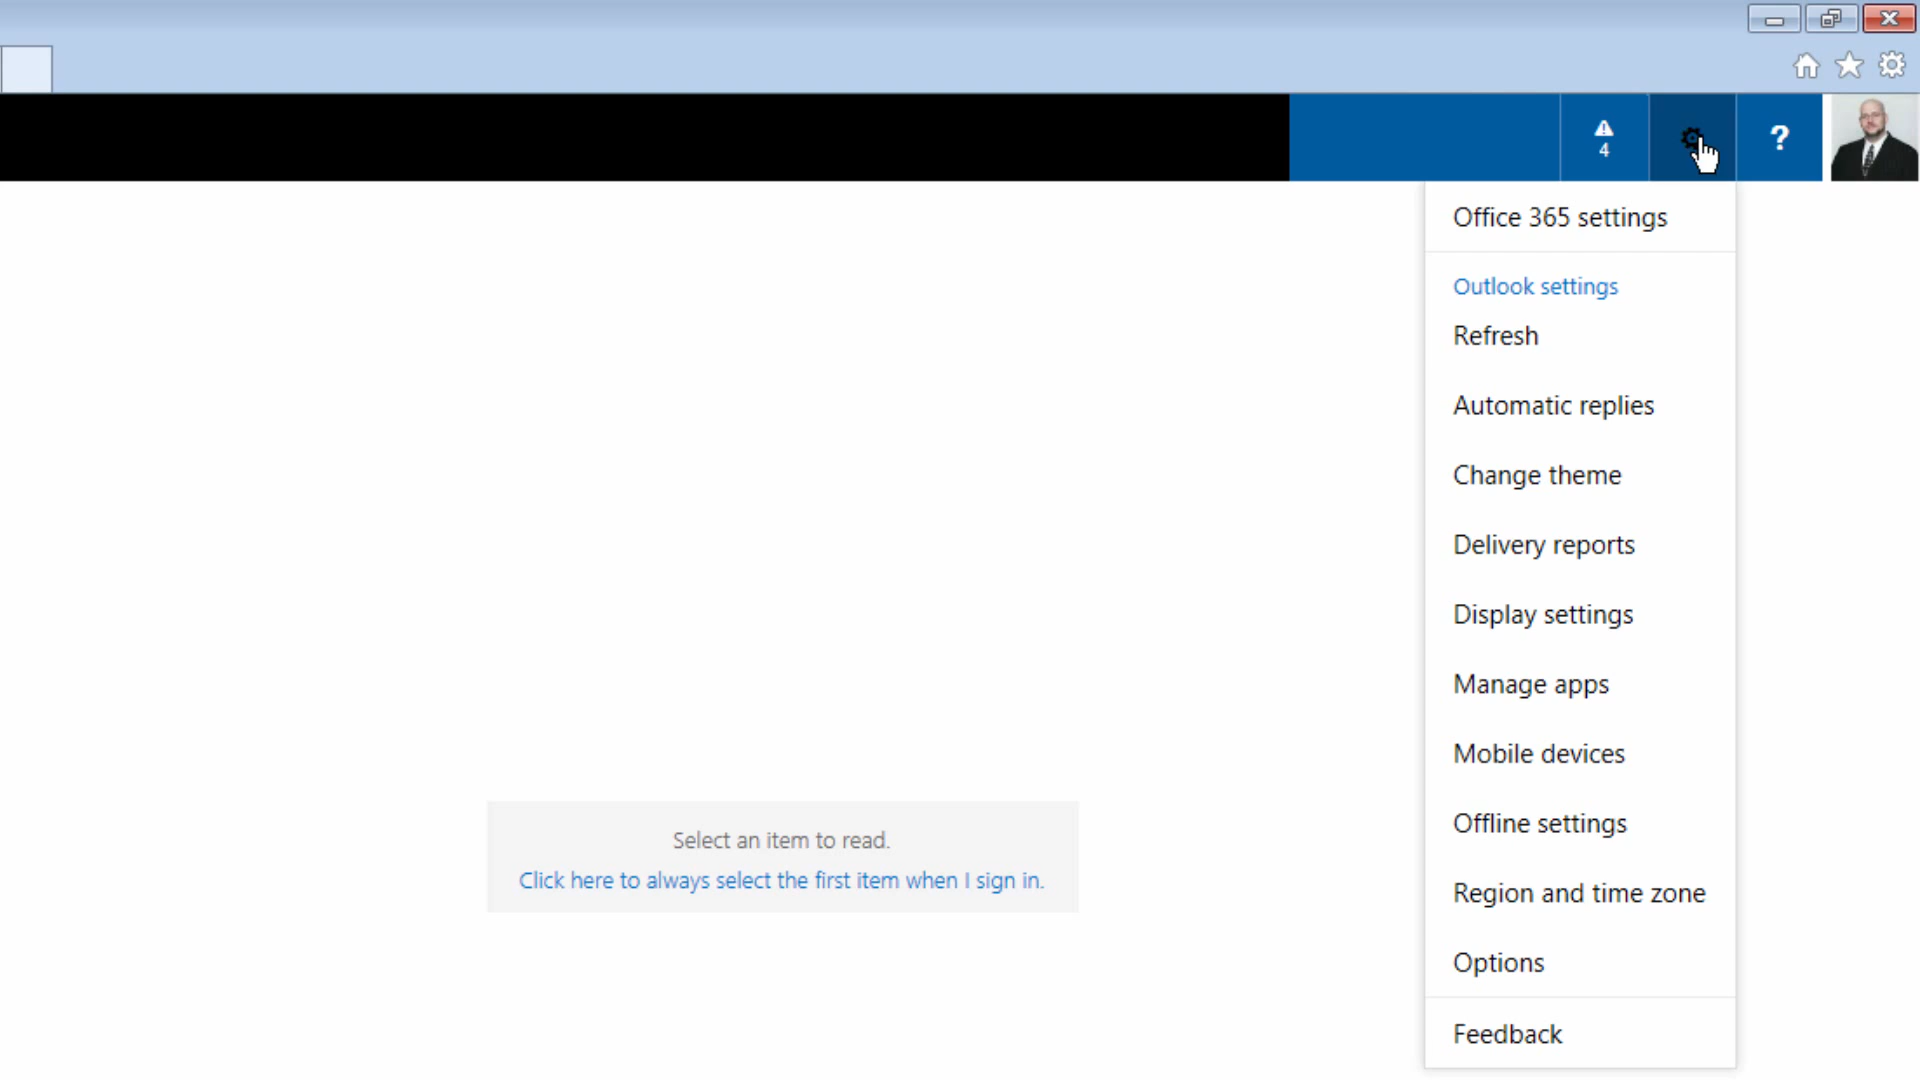 4
?
Office 365 settings
Outlook settings
Refresh
Automatic replies
Change theme
Delivery reports
Display settings
Manage apps
Mobile devices
Offline settings
Region and time zone
Options
Feedback
Select an item to read.
Click here to always select the first item when I sign in.